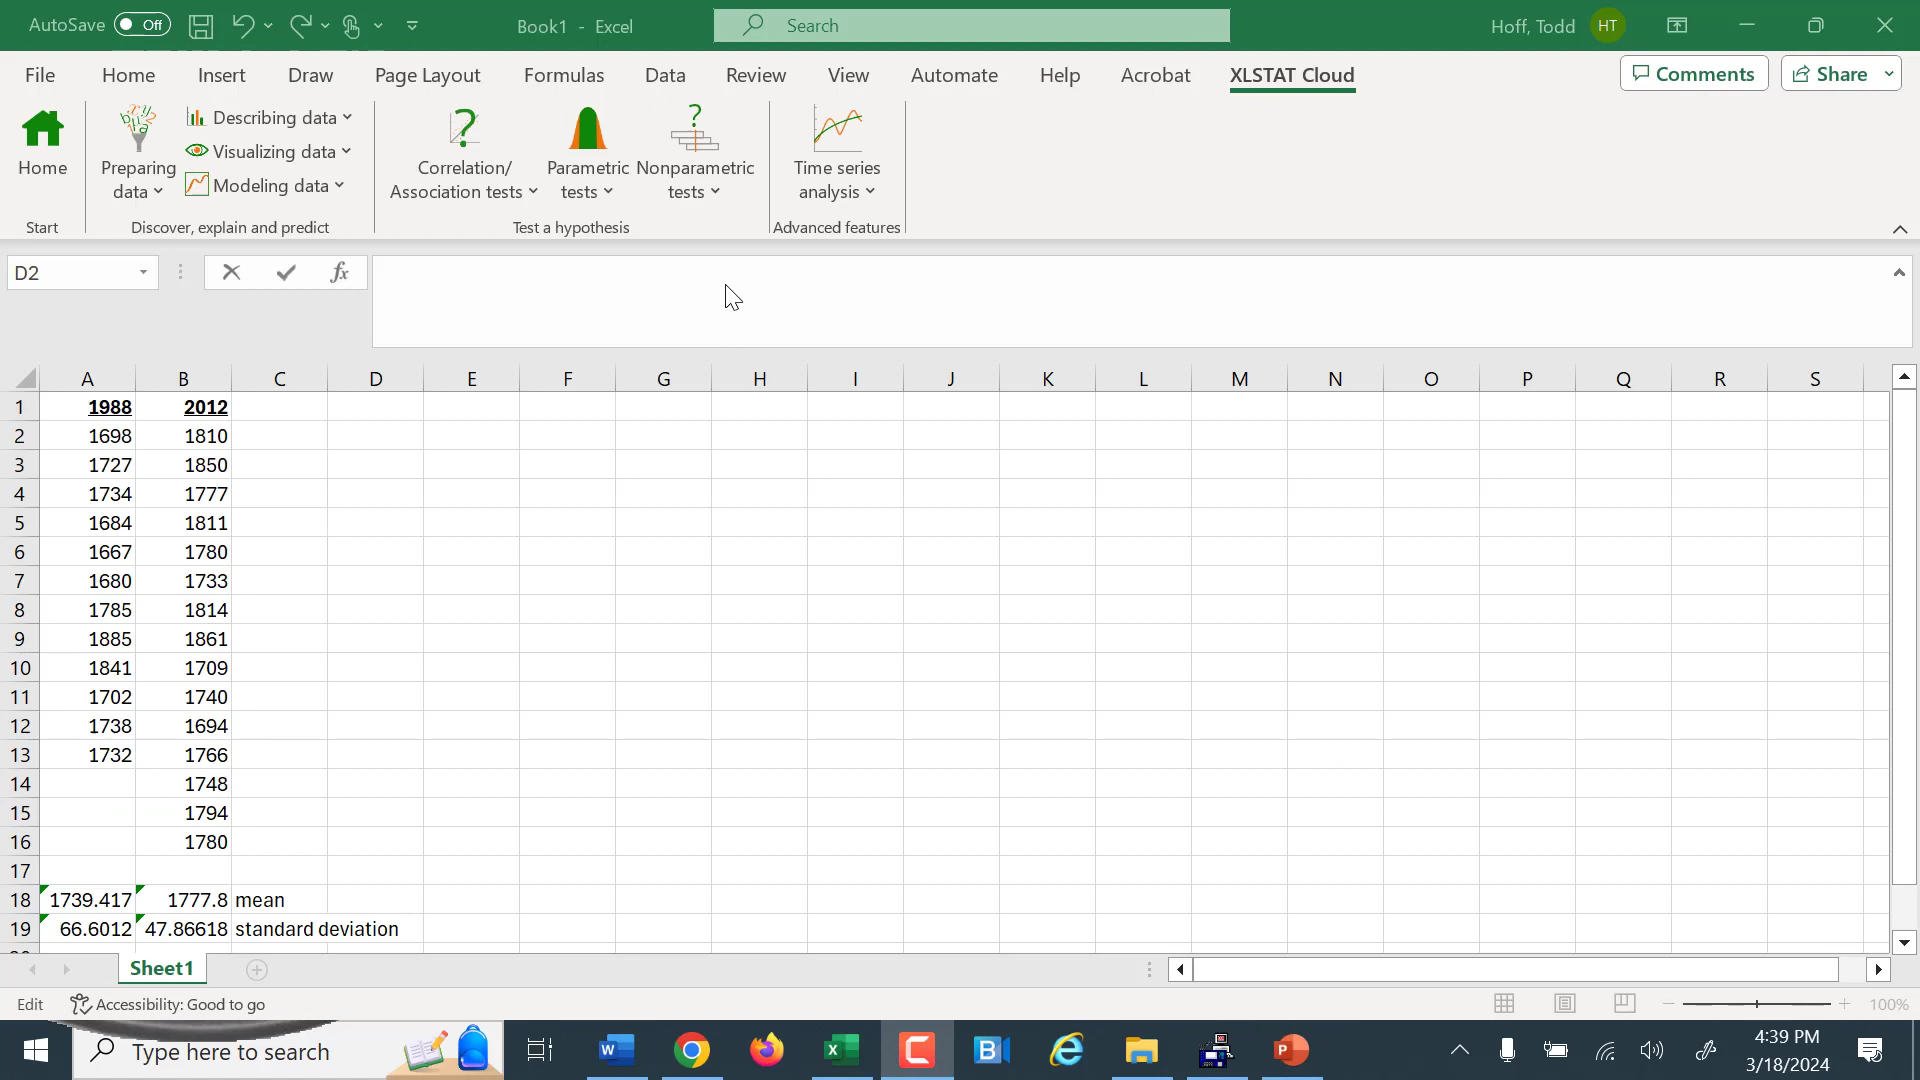 AutoSave Off Book1 - Excel Search Hoff, Todd HT
File Home Insert Draw Page Layout Formulas Data Review View Automate Help Acrobat XLSTAT Cloud Comments Share
Home
Start
Preparing data
Describing data
Visualizing data
Modeling data
Discover, explain and predict
Correlation/
Association tests
Parametric
tests
Nonparametric
tests
Test a hypothesis
Time series
analysis
Advanced features
D2 fx
A B C D E F G H I J K L M N O P Q R S
1 1988 2012
2 1698 1810
3 1727 1850
4 1734 1777
5 1684 1811
6 1667 1780
7 1680 1733
8 1785 1814
9 1885 1861
10 1841 1709
11 1702 1740
12 1738 1694
13 1732 1766
14 1748
15 1794
16 1780
17
18 1739.417 1777.8 mean
19 66.6012 47.86618 standard deviation
Sheet1
Edit Accessibility: Good to go 100%
Type here to search
4:39 PM
3/18/2024